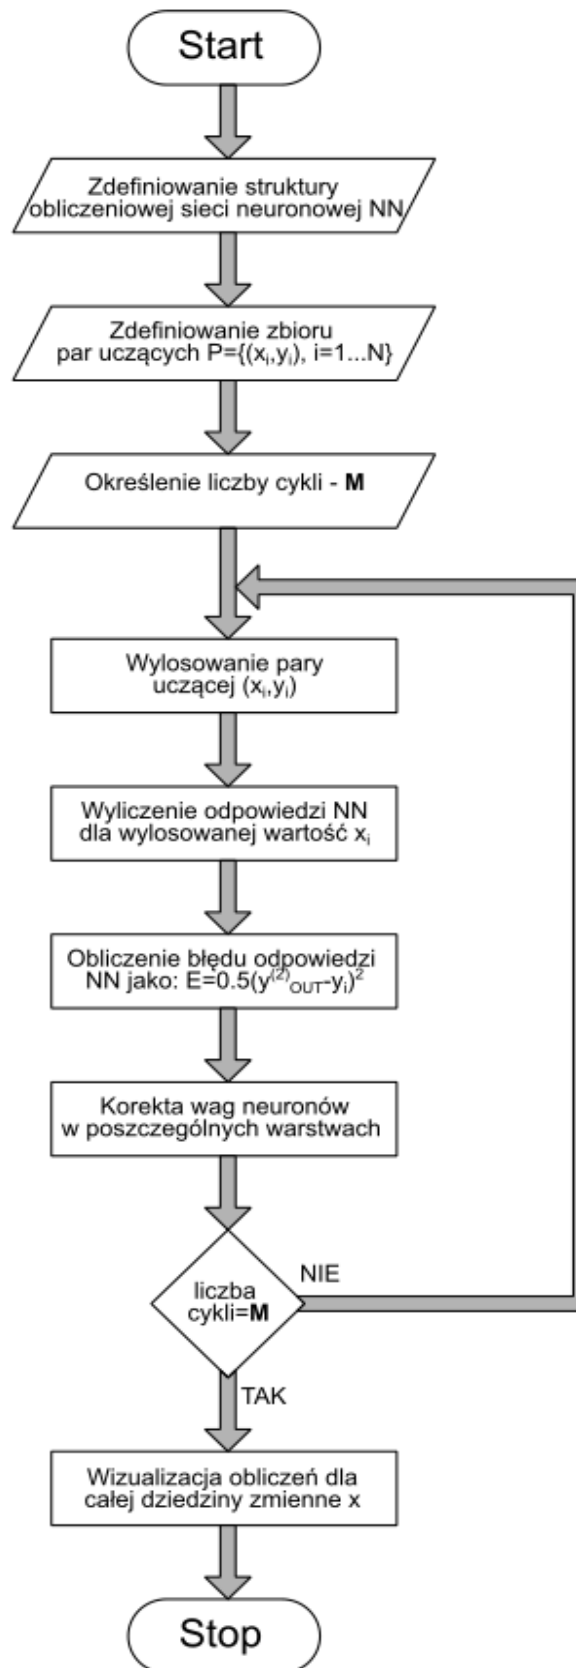 Start
Zdefiniowanie struktury
obliczeniowej sieci neuronowej NN
Zdefiniowanie zbioru
par uczących P={(xᵢ,yᵢ), i=1...N}
Określenie liczby cykli - M
Wylosowanie pary
uczącej (xᵢ,yᵢ)
Wyliczenie odpowiedzi NN
dla wylosowanej wartość xᵢ
Obliczenie błędu odpowiedzi
NN jako: E=0.5(y⁽²⁾OUT-yᵢ)²
Korekta wag neuronów
w poszczególnych warstwach
liczba
cykli=M
NIE
TAK
Wizualizacja obliczeń dla
całej dziedziny zmienne x
Stop